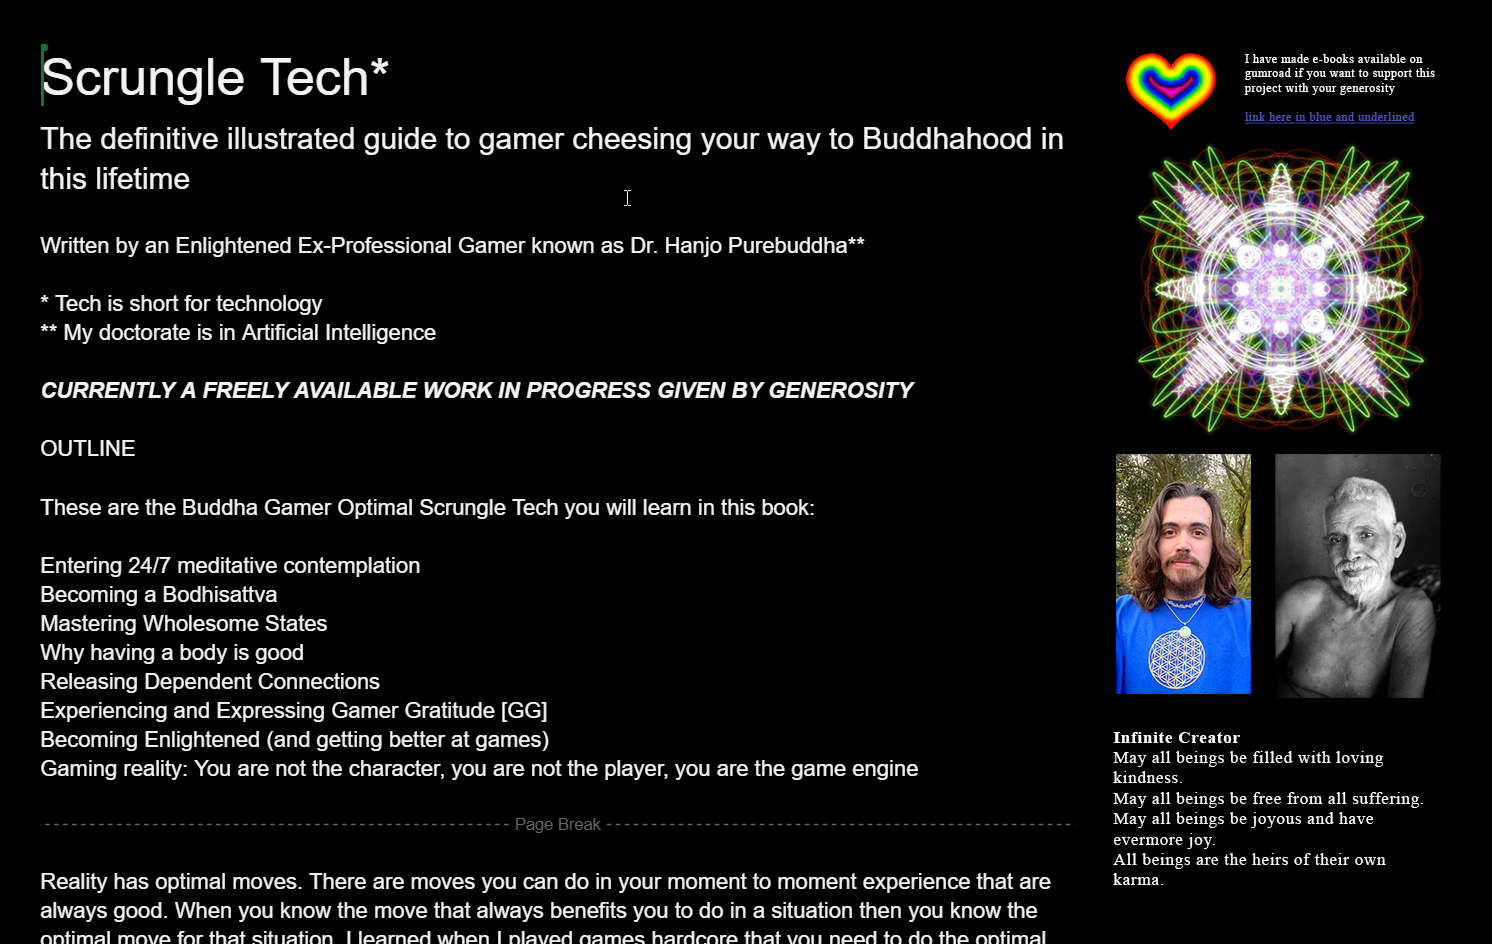 Scrungle Tech*
The definitive illustrated guide to gamer cheesing your way to Buddhahood in
this lifetime
Written by an Enlightened Ex-Professional Gamer known as Dr. Hanjo Purebuddha**
* Tech is short for technology
** My doctorate is in Artificial Intelligence
CURRENTLY A FREELY AVAILABLE WORK IN PROGRESS GIVEN BY GENEROSITY
OUTLINE
These are the Buddha Gamer Optimal Scrungle Tech you will learn in this book:
Entering 24/7 meditative contemplation
Becoming a Bodhisattva
Mastering Wholesome States
Why having a body is good
Releasing Dependent Connections
Experiencing and Expressing Gamer Gratitude [GG]
Becoming Enlightened (and getting better at games)
Gaming reality: You are not the character, you are not the player, you are the game engine
Page Break
Reality has optimal moves. There are moves you can do in your moment to moment experience that are
always good. When you know the move that always benefits you to do in a situation then you know the
optimal move for that situation. I learned when I played games hardcore that you need to do the optimal
I have made e-books available on
gumroad if you want to support this
project with your generosity
link here in blue and underlined
Infinite Creator
May all beings be filled with loving
kindness.
May all beings be free from all suffering.
May all beings be joyous and have
evermore joy.
All beings are the heirs of their own
karma.